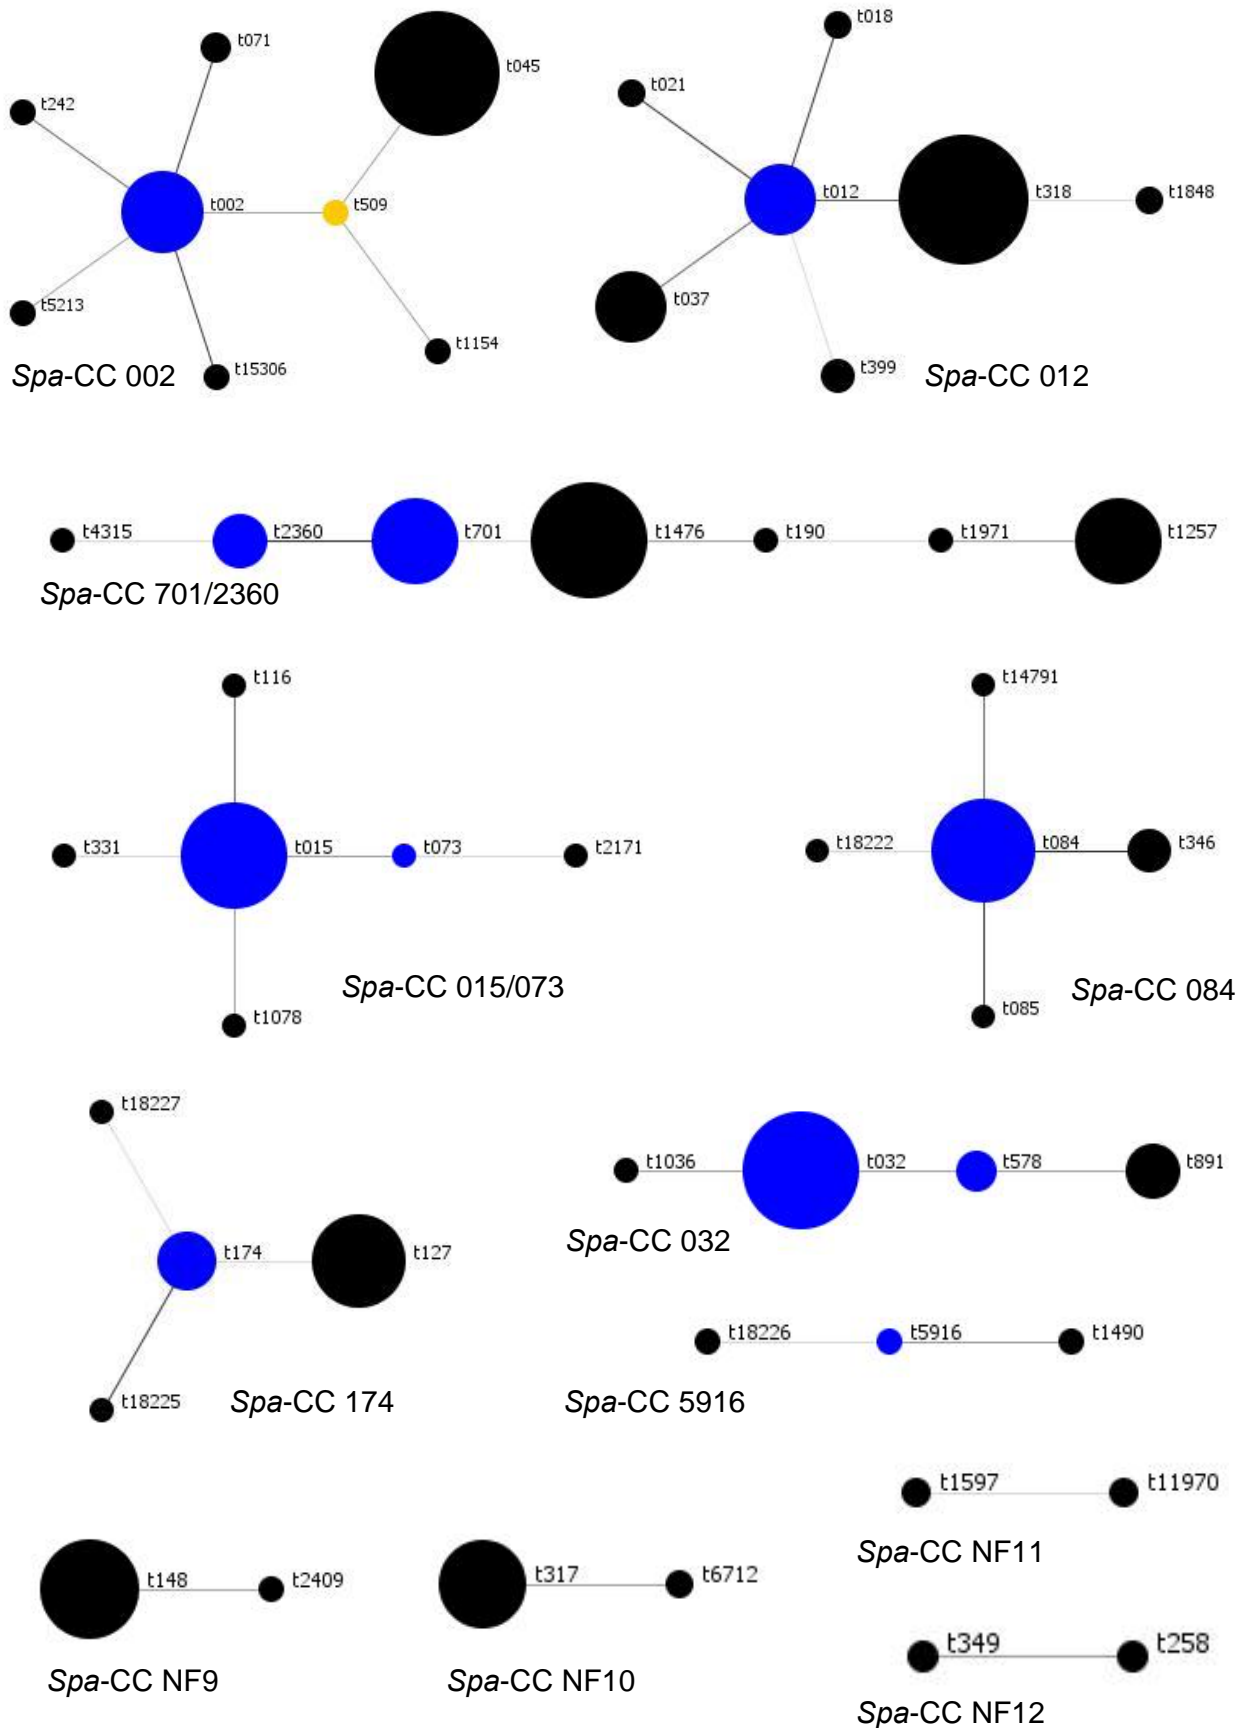 t071
t045
t242
t002
t509
t5213
t15306
t1154
Spa-CC 002
t018
t021
t012
t318
t1848
t037
t399
Spa-CC 012
t4315
t2360
t701
t1476
t190
t1971
t1257
Spa-CC 701/2360
t116
t331
t015
t073
t2171
t1078
Spa-CC 015/073
t14791
t18222
t084
t346
t085
Spa-CC 084
t18227
t174
t127
t18225
Spa-CC 174
t1036
t032
t578
t891
Spa-CC 032
t18226
t5916
t1490
Spa-CC 5916
t148
t2409
Spa-CC NF9
t317
t6712
Spa-CC NF10
t1597
t11970
Spa-CC NF11
t349
t258
Spa-CC NF12